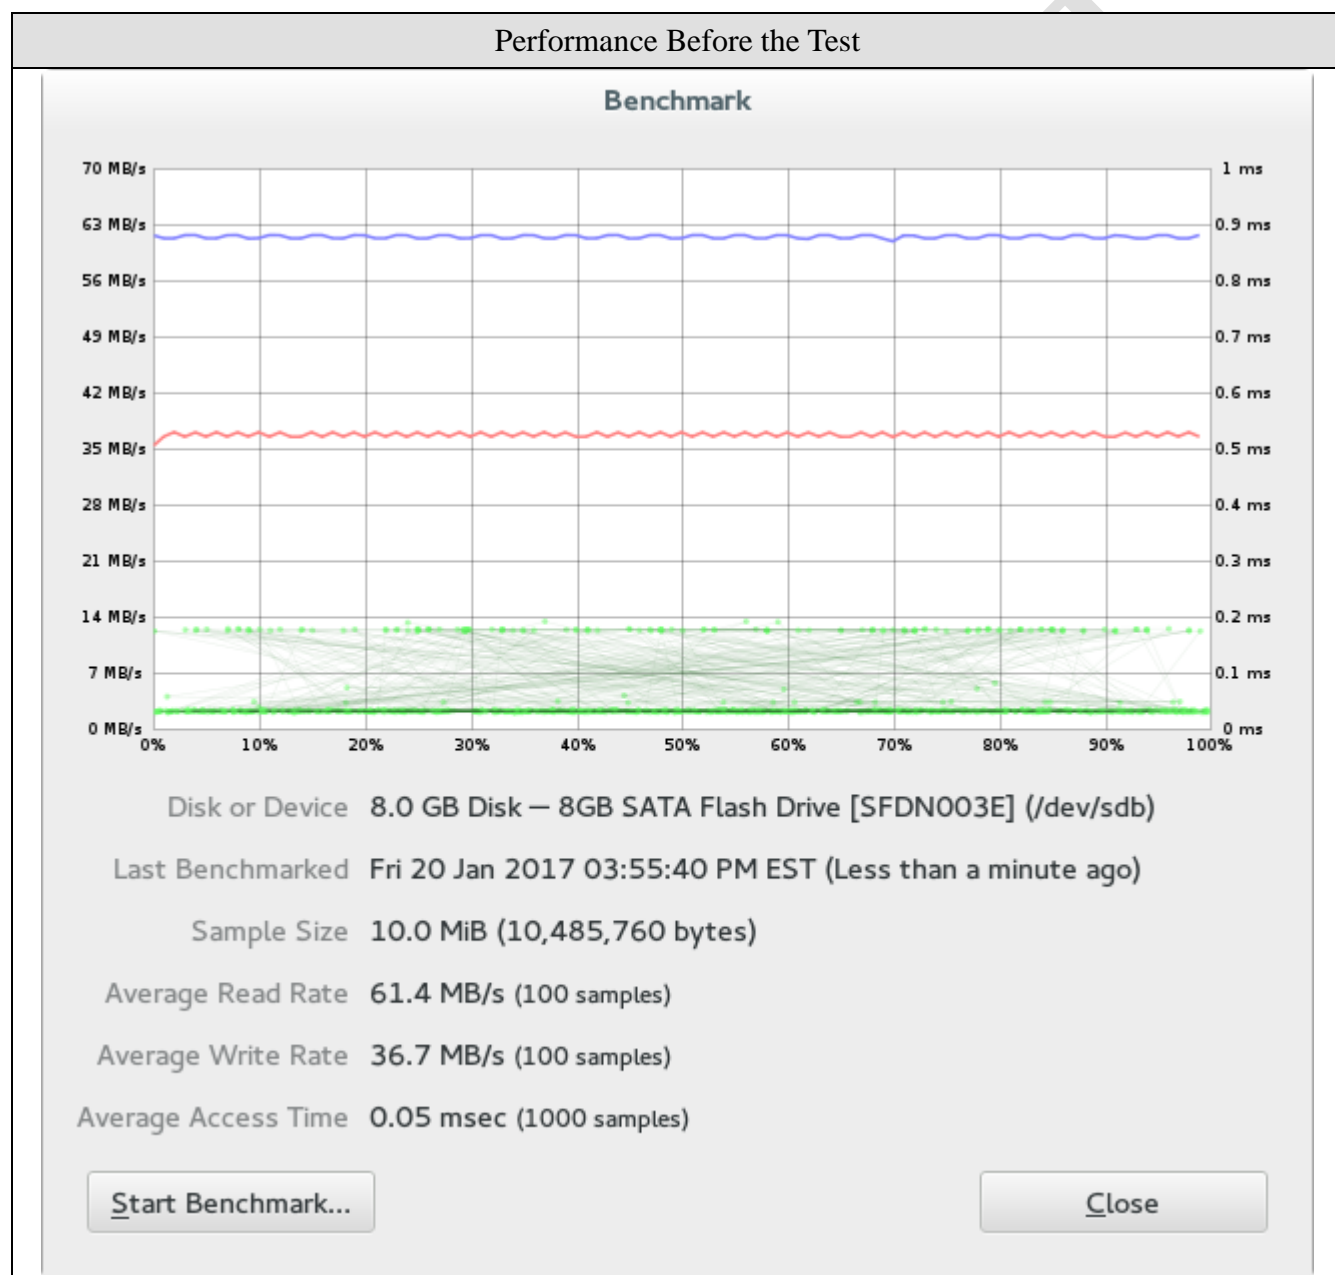 Performance Before the Test
Benchmark
70 MB/s 1 ms
63 MB/s 0.9 ms
56 MB/s 0.8 ms
49 MB/s 0.7 ms
42 MB/s 0.6 ms
35 MB/s 0.5 ms
28 MB/s 0.4 ms
21 MB/s 0.3 ms
14 MB/s 0.2 ms
7 MB/s 0.1 ms
0 MB/s 0 ms
0% 10% 20% 30% 40% 50% 60% 70% 80% 90% 100%
Disk or Device 8.0 GB Disk — 8GB SATA Flash Drive [SFDN003E] (/dev/sdb)
Last Benchmarked Fri 20 Jan 2017 03:55:40 PM EST (Less than a minute ago)
Sample Size 10.0 MiB (10,485,760 bytes)
Average Read Rate 61.4 MB/s (100 samples)
Average Write Rate 36.7 MB/s (100 samples)
Average Access Time 0.05 msec (1000 samples)
Start Benchmark... Close